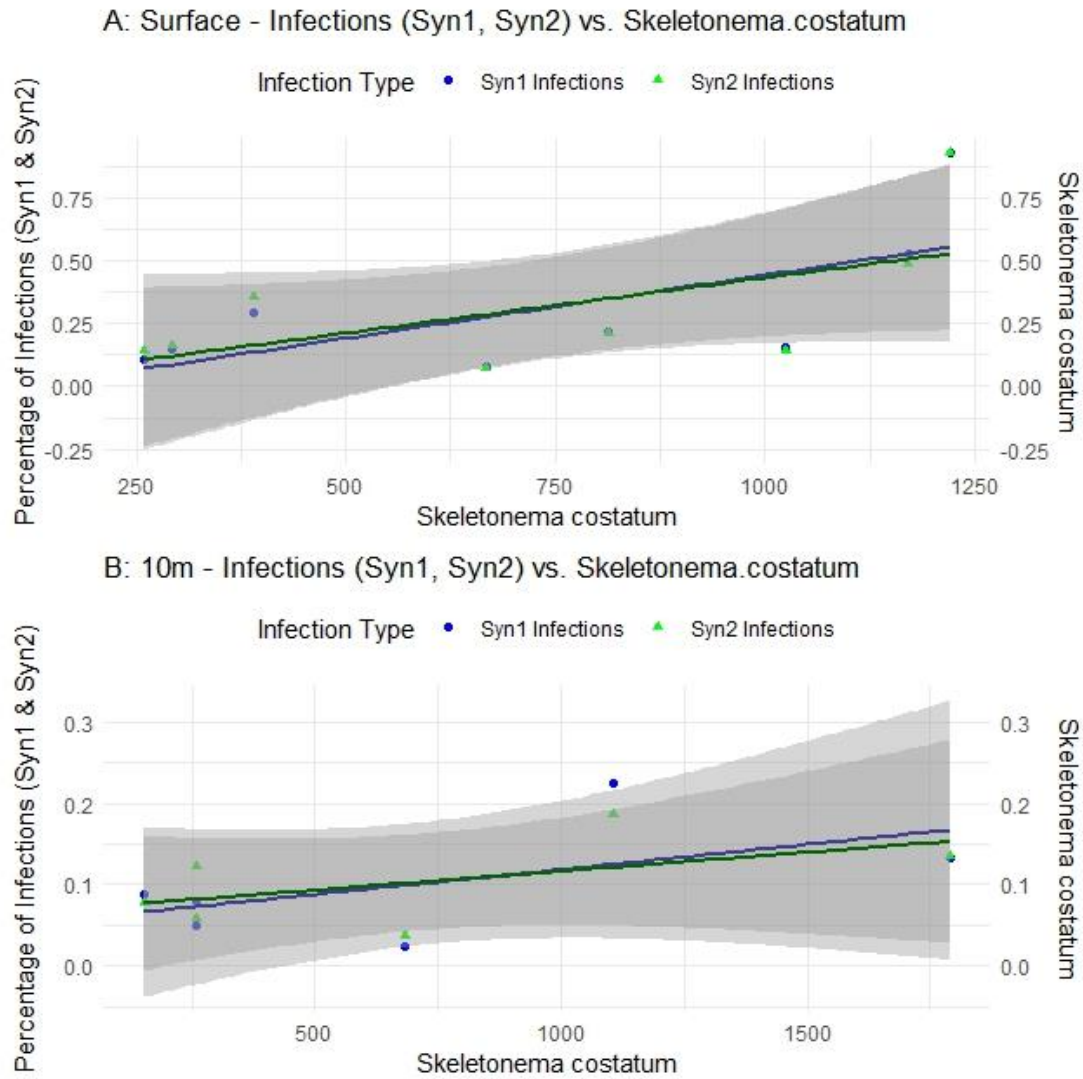 A: Surface - Infections (Syn1, Syn2) vs. Skeletonema.costatum
Infection Type Syn1 Infections Syn2 Infections
Percentage of Infections (Syn1 & Syn2)
0.75
0.50
0.25
0.00
-0.25
0.75
0.50
0.25
0.00
-0.25
Skeletonema costatum
250 500 750 1000 1250
Skeletonema costatum
B: 10m - Infections (Syn1, Syn2) vs. Skeletonema.costatum
Infection Type Syn1 Infections Syn2 Infections
Percentage of Infections (Syn1 & Syn2)
0.3
0.2
0.1
0.0
0.3
0.2
0.1
0.0
Skeletonema costatum
500 1000 1500
Skeletonema costatum